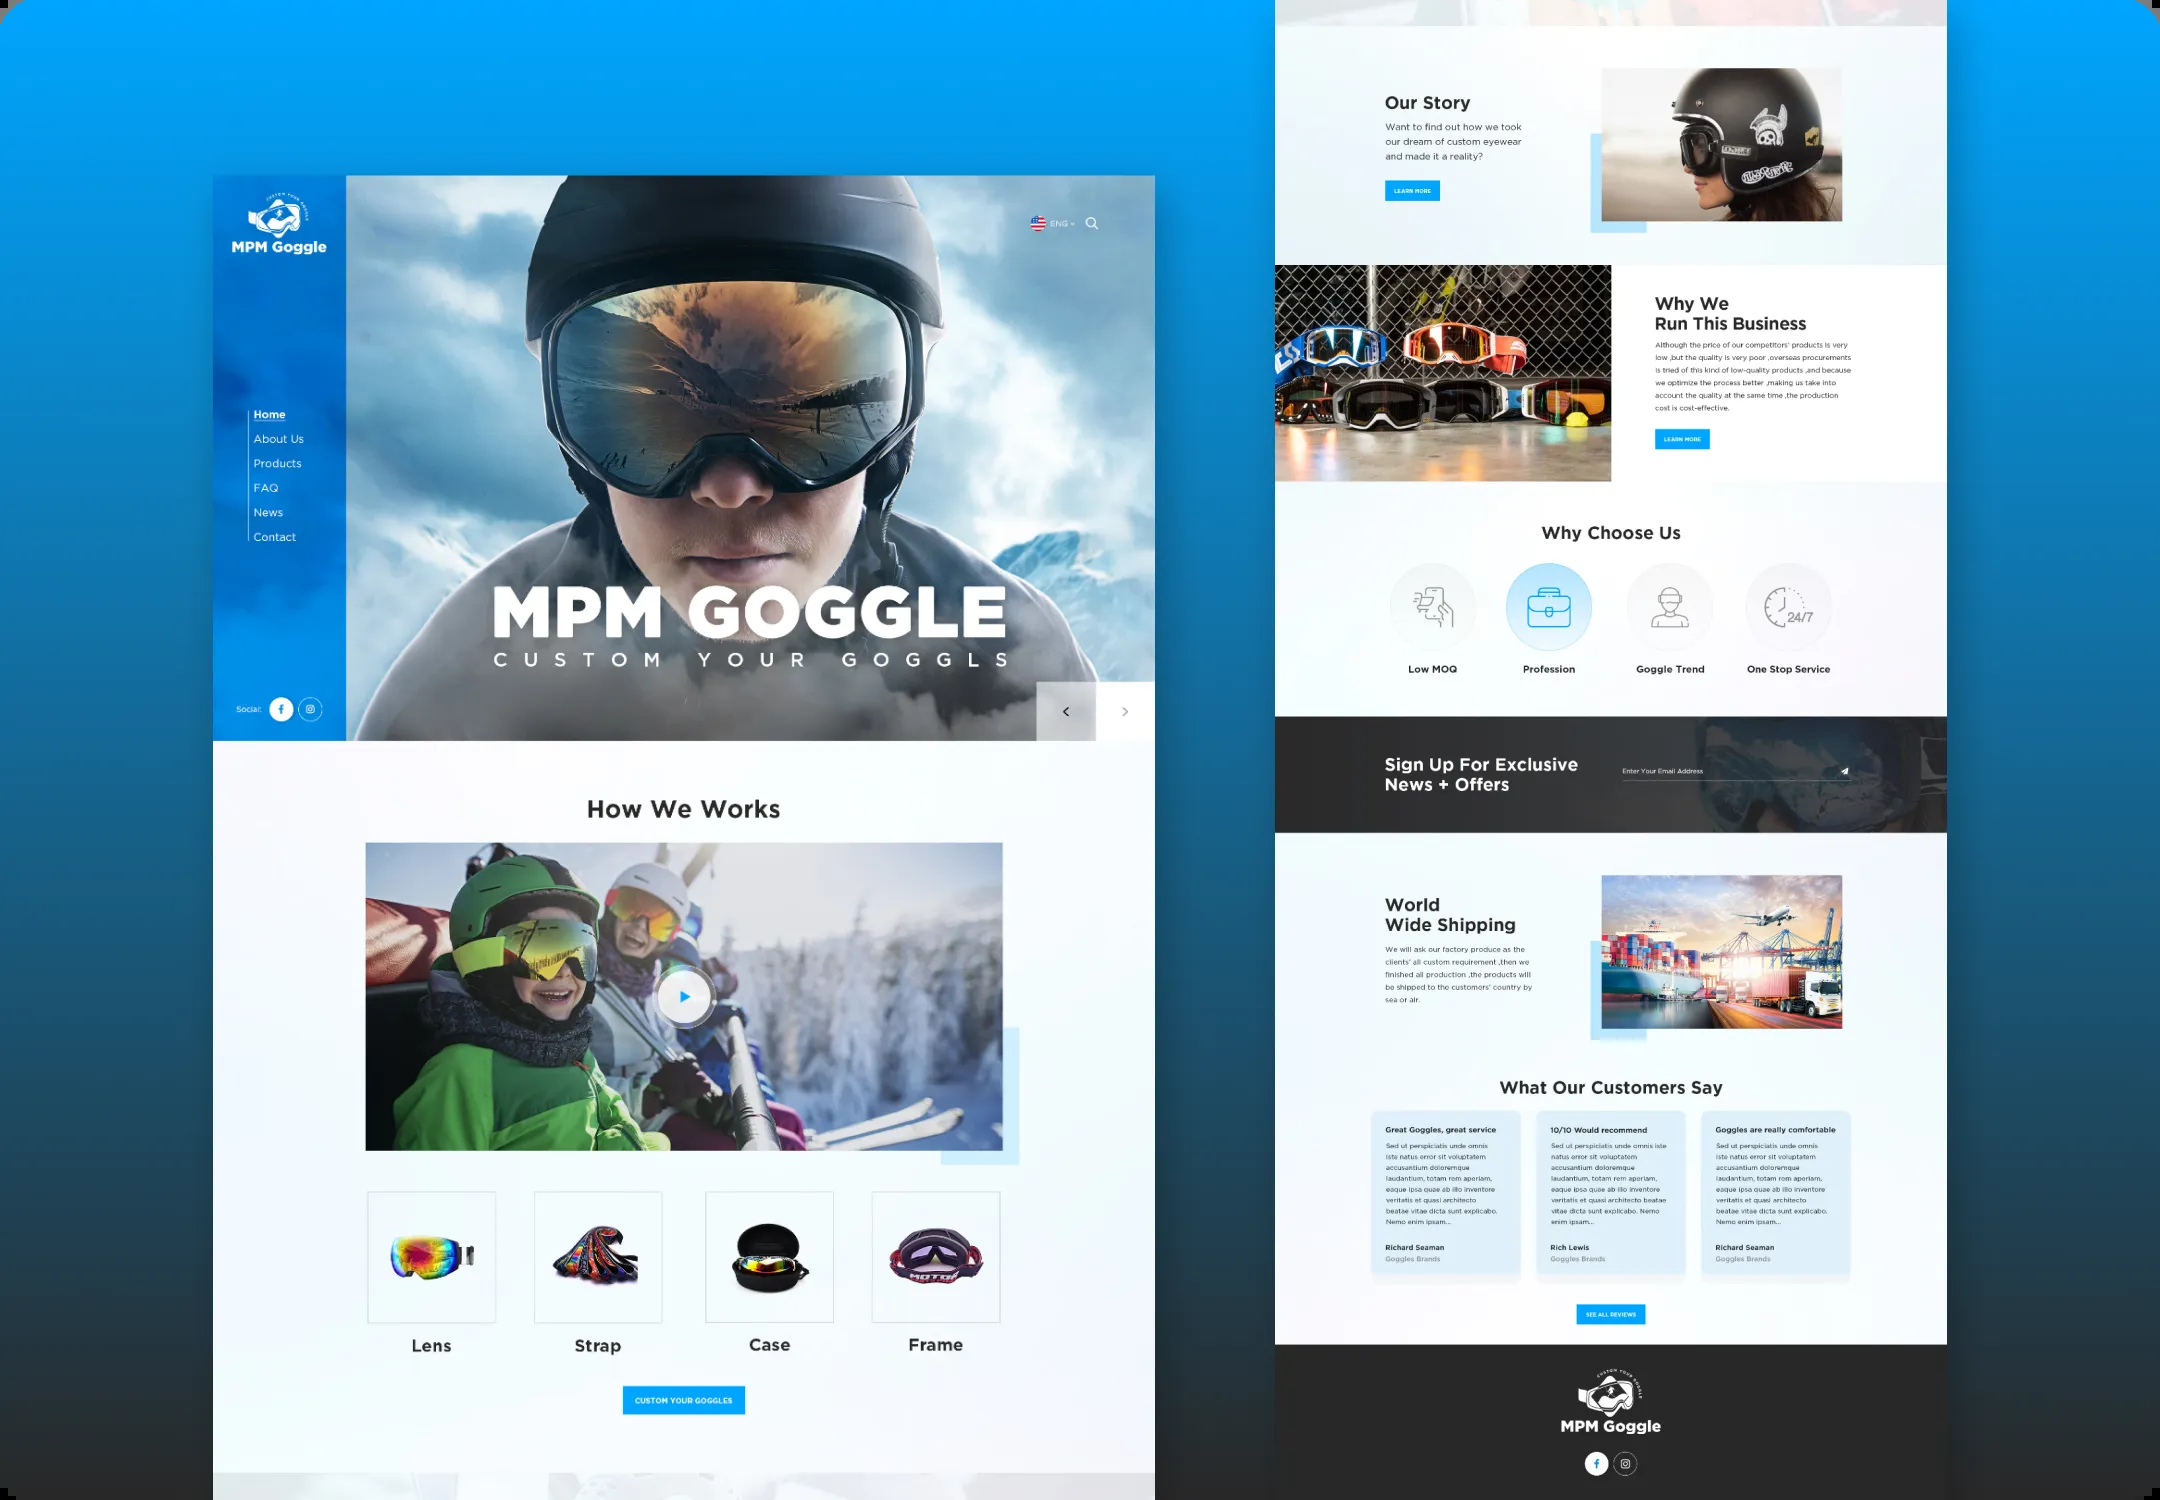 CUSTOM YOUR GOGGLE
MPM Goggle
ENG
Home
About Us
Products
FAQ
News
Contact
MPM GOGGLE
CUSTOM YOUR GOGGLS
Social:
How We Works
MOTOR
Lens
Strap
Case
Frame
CUSTOM YOUR GOGGLES
Our Story
Want to find out how we took
our dream of custom eyewear
and made it a reality?
LEARN MORE
Why We
Run This Business
Although the price of our competitors' products is very
low ,but the quality is very poor ,overseas procurements
is tried of this kind of low-quality products ,and because
we optimize the process better ,making us take into
account the quality at the same time ,the production
cost is cost-effective.
LEARN MORE
Why Choose Us
24/7
Low MOQ
Profession
Goggle Trend
One Stop Service
Sign Up For Exclusive
News + Offers
Enter Your Email Address
World
Wide Shipping
We will ask our factory produce as the
clients' all custom requirement ,then we
finished all production ,the products will
be shipped to the customers' country by
sea or air.
What Our Customers Say
Great Goggles, great service
Sed ut perspiciatis unde omnis
iste natus error sit voluptatem
accusantium doloremque
laudantium, totam rem aperiam,
eaque ipsa quae ab illo inventore
veritatis et quasi architecto
beatae vitae dicta sunt explicabo.
Nemo enim ipsam...
Richard Seaman
Goggles Brands
10/10 Would recommend
Sed ut perspiciatis unde omnis iste
natus error sit voluptatem
accusantium doloremque
laudantium, totam rem aperiam,
eaque ipsa quae ab illo inventore
veritatis et quasi architecto beatae
vitae dicta sunt explicabo. Nemo
enim ipsam...
Rich Lewis
Goggles Brands
Goggles are really comfortable
Sed ut perspiciatis unde omnis
iste natus error sit voluptatem
accusantium doloremque
laudantium, totam rem aperiam,
eaque ipsa quae ab illo inventore
veritatis et quasi architecto
beatae vitae dicta sunt explicabo.
Nemo enim ipsam...
Richard Seaman
Goggles Brands
SEE ALL REVIEWS
CUSTOM YOUR GOGGLE
MPM Goggle